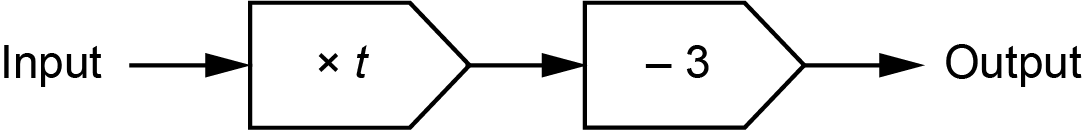 Input × t – 3 Output